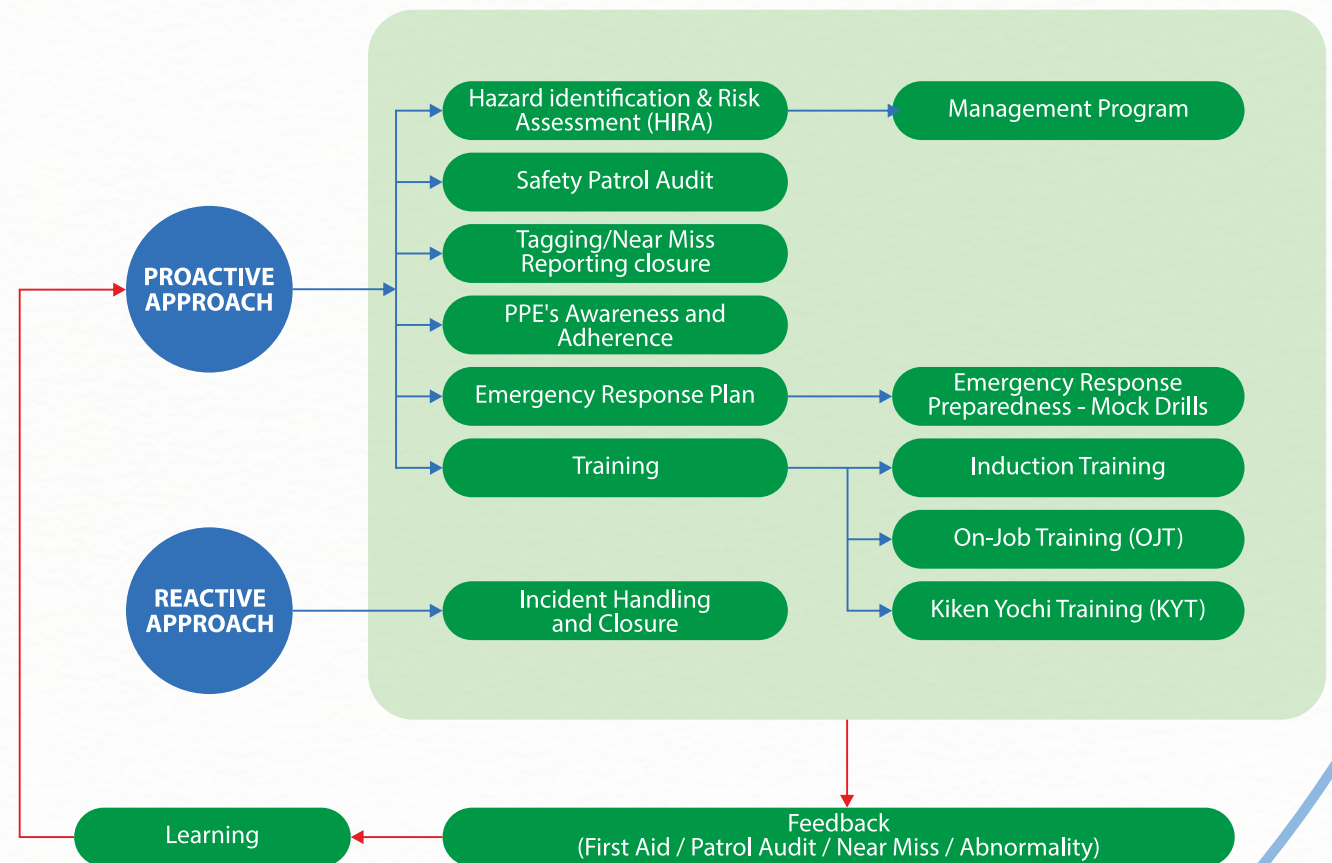 Hazard identification & Risk
Assessment (HIRA)
Management Program
Safety Patrol Audit
Tagging/Near Miss
Reporting closure
PROACTIVE
APPROACH
PPE's Awareness and
Adherence
Emergency Response Plan
Emergency Response
Preparedness - Mock Drills
Training
Induction Training
On-Job Training (OJT)
Kiken Yochi Training (KYT)
REACTIVE
APPROACH
Incident Handling
and Closure
Feedback
(First Aid / Patrol Audit / Near Miss / Abnormality)
Learning